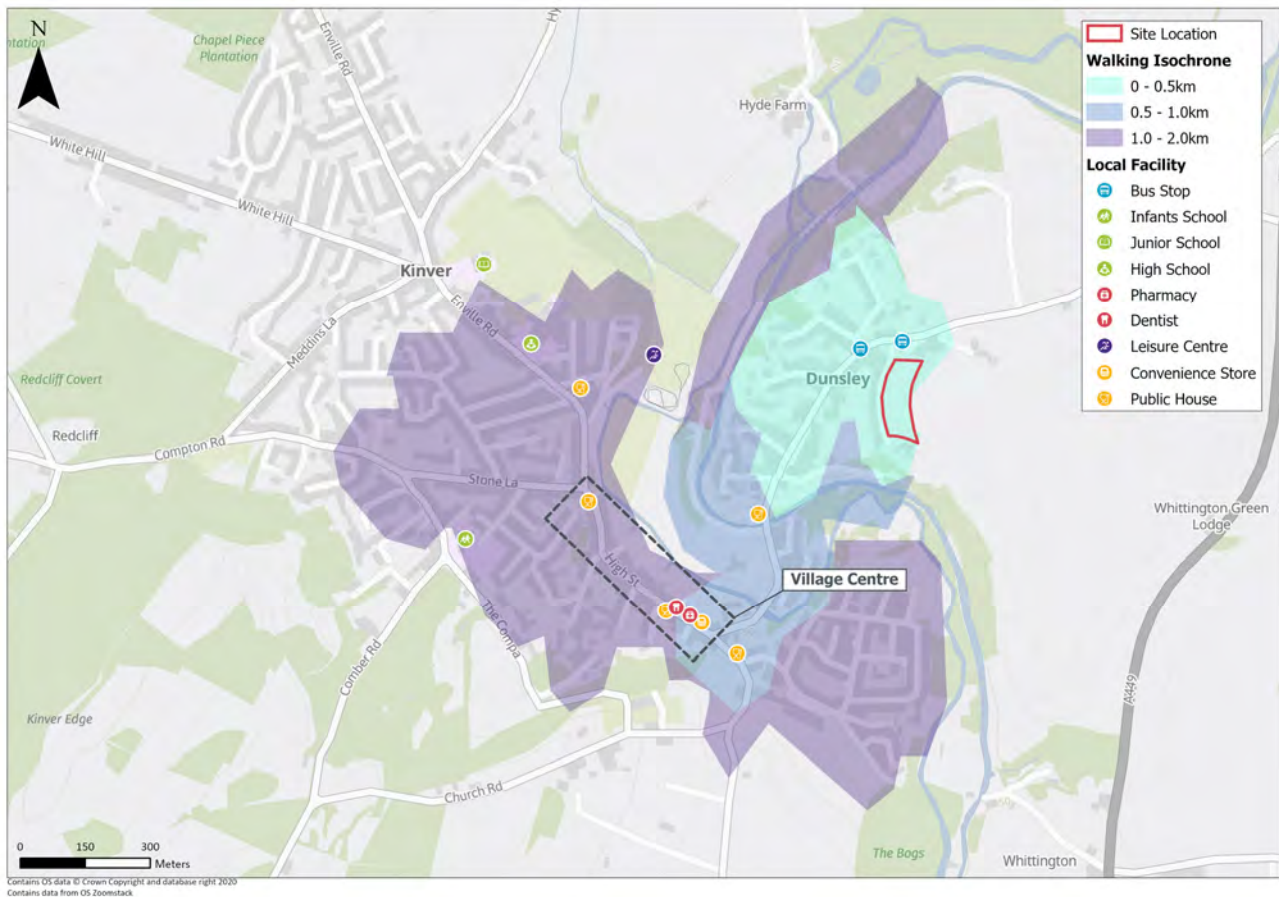 N
Chapel Piece
Plantation
ntation
Enville Rd
Hy
White Hill
White Hill
Hyde Farm
Kinver
Enville Rd
Meddins La
Redcliff Covert
Redcliff
Compton Rd
Stone La
Dunsley
High St
Village Centre
The Compa
Comber Rd
Kinver Edge
Church Rd
Whittington Green
Lodge
A449
The Bogs
Whittington
Site Location
Walking Isochrone
0 - 0.5km
0.5 - 1.0km
1.0 - 2.0km
Local Facility
Bus Stop
Infants School
Junior School
High School
Pharmacy
Dentist
Leisure Centre
Convenience Store
Public House
0 150 300
Meters
Contains OS data © Crown Copyright and database right 2020
Contains data from OS Zoomstack